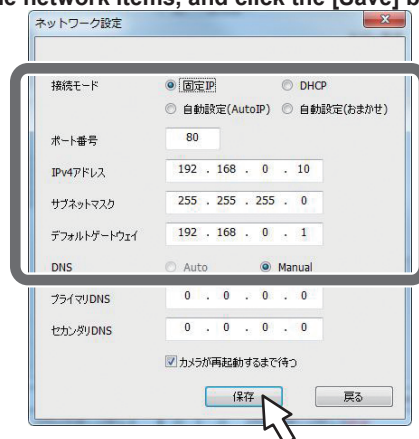 e network items, and click the [Save] b
ネットワーク設定
接続モード 固定IP DHCP
自動設定(AutoIP) 自動設定(おまかせ)
ポート番号 80
IPv4アドレス 192 . 168 . 0 . 10
サブネットマスク 255 . 255 . 255 . 0
デフォルトゲートウェイ 192 . 168 . 0 . 1
DNS Auto Manual
プライマリDNS 0 . 0 . 0 . 0
セカンダリDNS 0 . 0 . 0 . 0
カメラが再起動するまで待つ
保存 戻る